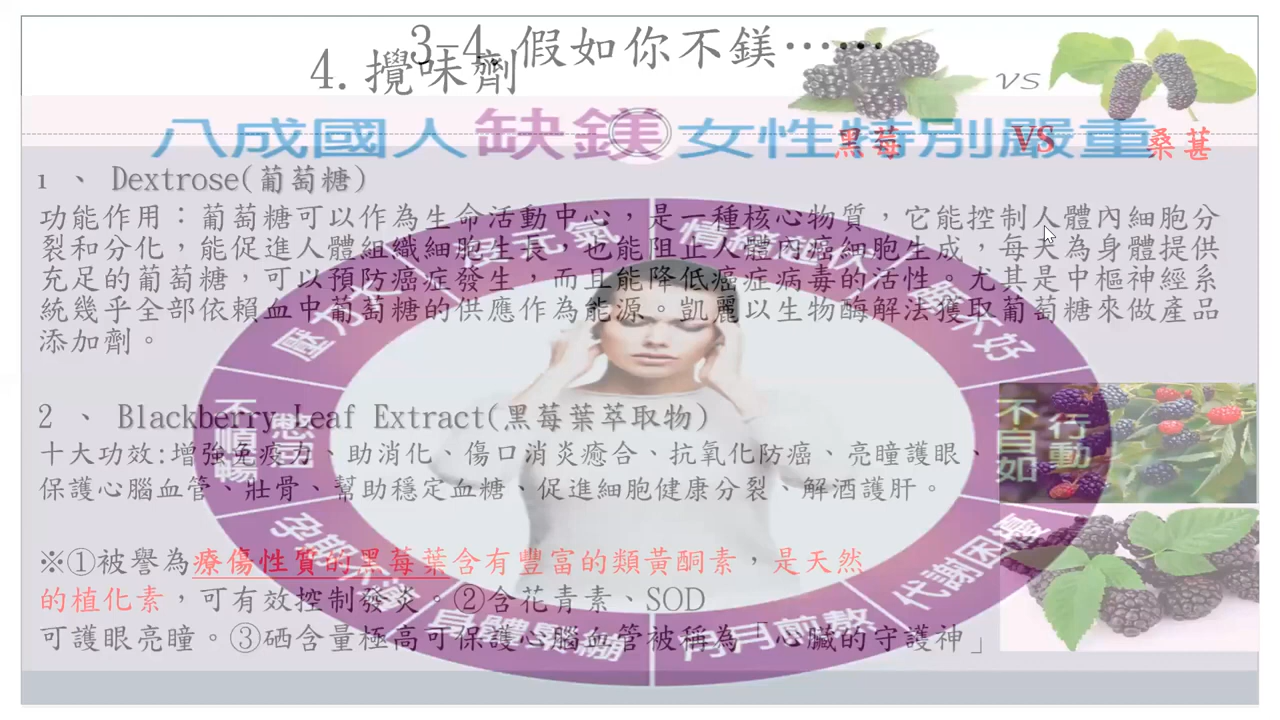 3-4.假如你不鎂……
4.攪味劑
VS
八成國人缺鎂 女性特別嚴重
黑莓 VS 桑甚
1、 Dextrose(葡萄糖)
功能作用：葡萄糖可以作為生命活動中心，是一種核心物質，它能控制人體內細胞分
裂和分化，能促進人體組織細胞生長，也能阻止人體內癌細胞生成，每天為身體提供
充足的葡萄糖，可以預防癌症發生，而且能降低癌症病毒的活性。尤其是中樞神經系
統幾乎全部依賴血中葡萄糖的供應作為能源。凱麗以生物酶解法獲取葡萄糖來做產品
添加劑。
2、 Blackberry Leaf Extract(黑莓葉萃取物)
十大功效:增強免疫力、助消化、傷口消炎癒合、抗氧化防癌、亮瞳護眼、
保護心腦血管、壯骨、幫助穩定血糖、促進細胞健康分裂、解酒護肝。
※①被譽為療傷性質的黑莓葉含有豐富的類黃酮素，是天然
的植化素，可有效控制發炎。②含花青素、SOD
可護眼亮瞳。③硒含量極高可保護心腦血管被稱為「心臟的守護神」
不順暢
行動
不自如
代謝困擾